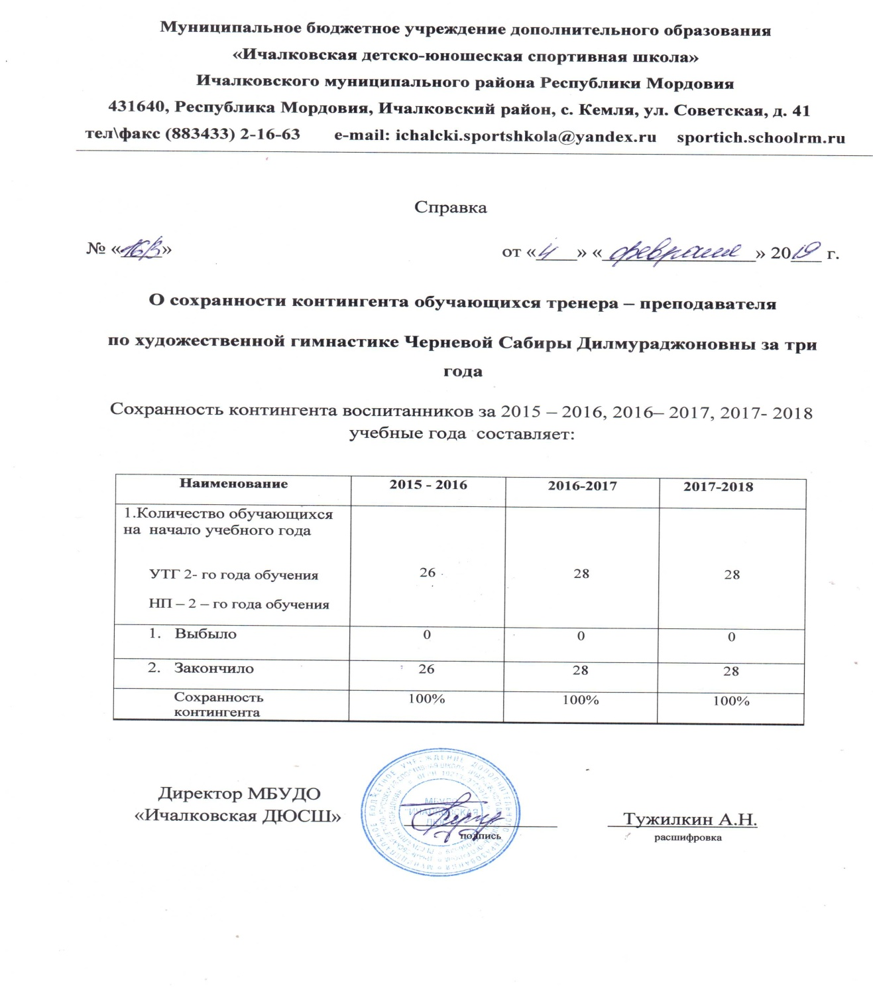 Муниципальное бюджетное учреждение дополнительного образования
«Ичалковская детско-юношеская спортивная школа»
Ичалковского муниципального района Республики Мордовия
431640, Республика Мордовия, Ичалковский район, с. Кемля, ул. Советская, д. 41
тел\факс (883433) 2-16-63 e-mail: ichalcki.sportshkola@yandex.ru sportich.schoolrm.ru
Справка
№ «16/3» от «4» «февраля» 2019 г.
О сохранности контингента обучающихся тренера – преподавателя
по художественной гимнастике Черневой Сабиры Дилмураджоновны за три
года
Сохранность контингента воспитанников за 2015 – 2016, 2016– 2017, 2017- 2018
учебные года составляет:
Наименование 2015 - 2016 2016-2017 2017-2018
1.Количество обучающихся
на начало учебного года
УТГ 2- го года обучения 26 28 28
НП – 2 – го года обучения
1. Выбыло 0 0 0
2. Закончило 26 28 28
Сохранность 100% 100% 100%
контингента
Директор МБУДО
«Ичалковская ДЮСШ» Тужилкин А.Н.
подпись расшифровка